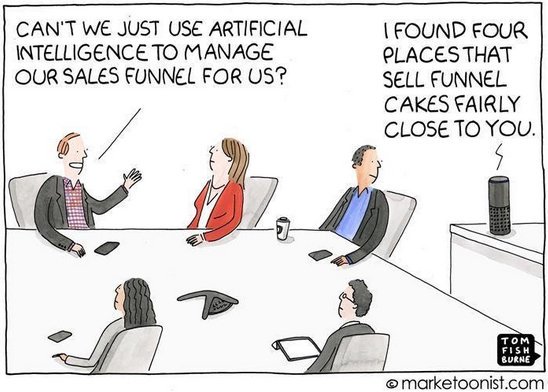 CAN'T WE JUST USE ARTIFICIAL
INTELLIGENCE TO MANAGE
OUR SALES FUNNEL FOR US?
I FOUND FOUR
PLACES THAT
SELL FUNNEL
CAKES FAIRLY
CLOSE TO YOU.
TOM
FISH
BURNE
© marketoonist.com